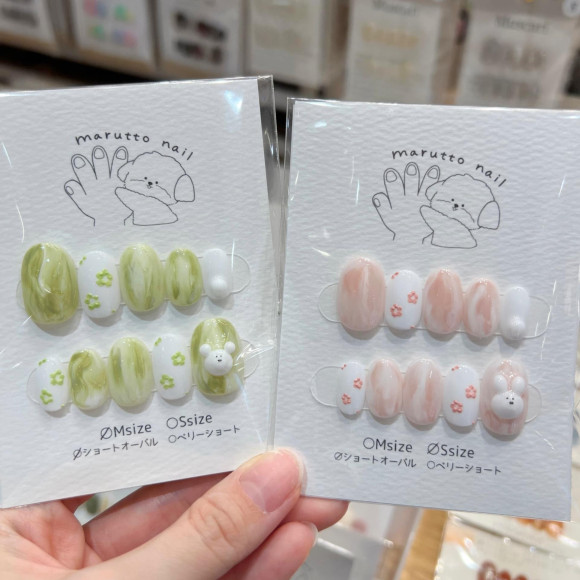 marutto nail
∅Msize ○Ssize
∅ショートオーバル ○ベリーショート
marutto nail
○Msize ∅Ssize
∅ショートオーバル ○ベリーショート